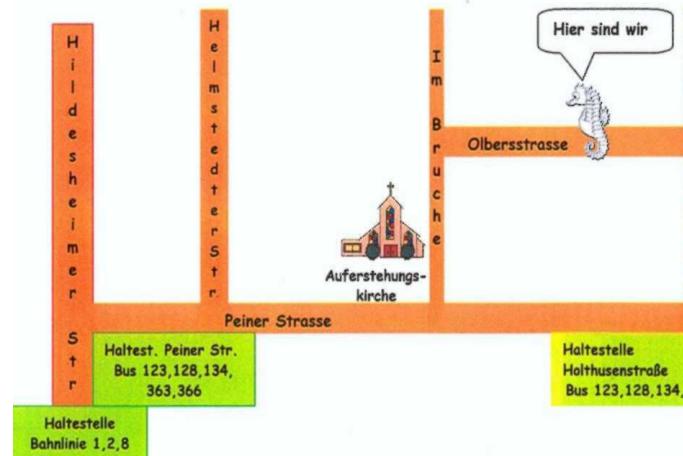 Hildesheimer Str
Helmstedter Str
Im Bruche
Hier sind wir
Olbersstrasse
Auferstehungs-
kirche
Peiner Strasse
Haltest. Peiner Str.
Bus 123,128,134,
363,366
Haltestelle
Holthusenstraße
Bus 123,128,134,
Haltestelle
Bahnlinie 1,2,8